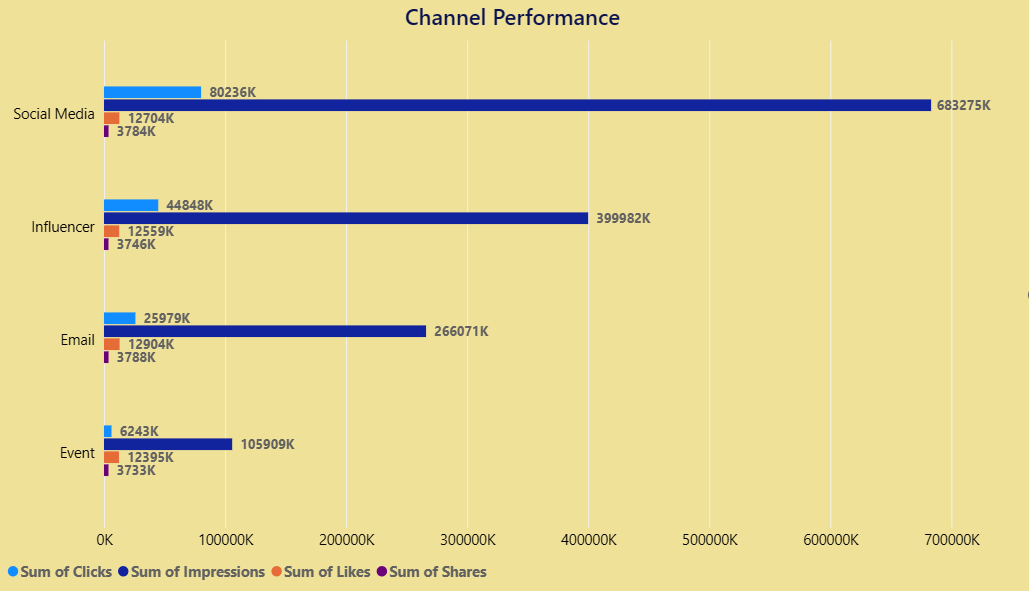 Channel Performance
80236K
683275K
Social Media
12704K
3784K
44848K
399982K
Influencer
12559K
3746K
25979K
266071K
Email
12904K
3788K
6243K
105909K
Event
12395K
3733K
0K 100000K 200000K 300000K 400000K 500000K 600000K 700000K
Sum of Clicks Sum of Impressions Sum of Likes Sum of Shares